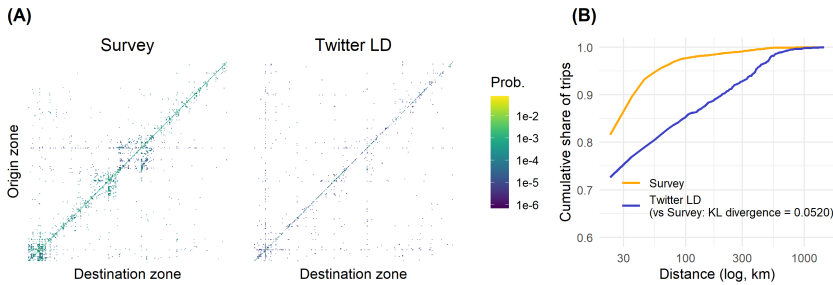 (A)
Survey
Twitter LD
Origin zone
Destination zone
Destination zone
Prob.
1e-2
1e-3
1e-4
1e-5
1e-6
(B)
Cumulative share of trips
1.0
0.9
0.8
0.7
0.6
Survey
Twitter LD
(vs Survey: KL divergence = 0.0520)
30
100
300
1000
Distance (log, km)